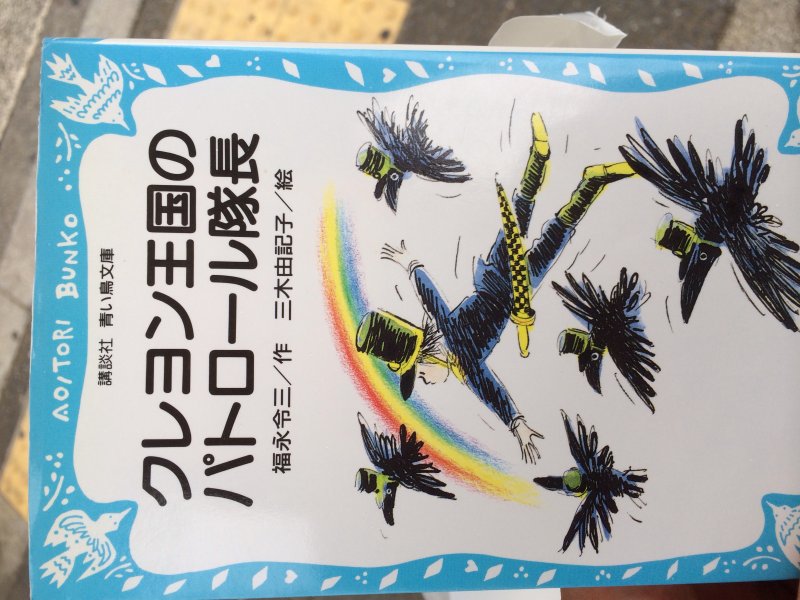 AOITORI BUNKO
講談社 青い鳥文庫
クレヨン王国の
パトロール隊長
福永令三／作 三木由記子／絵